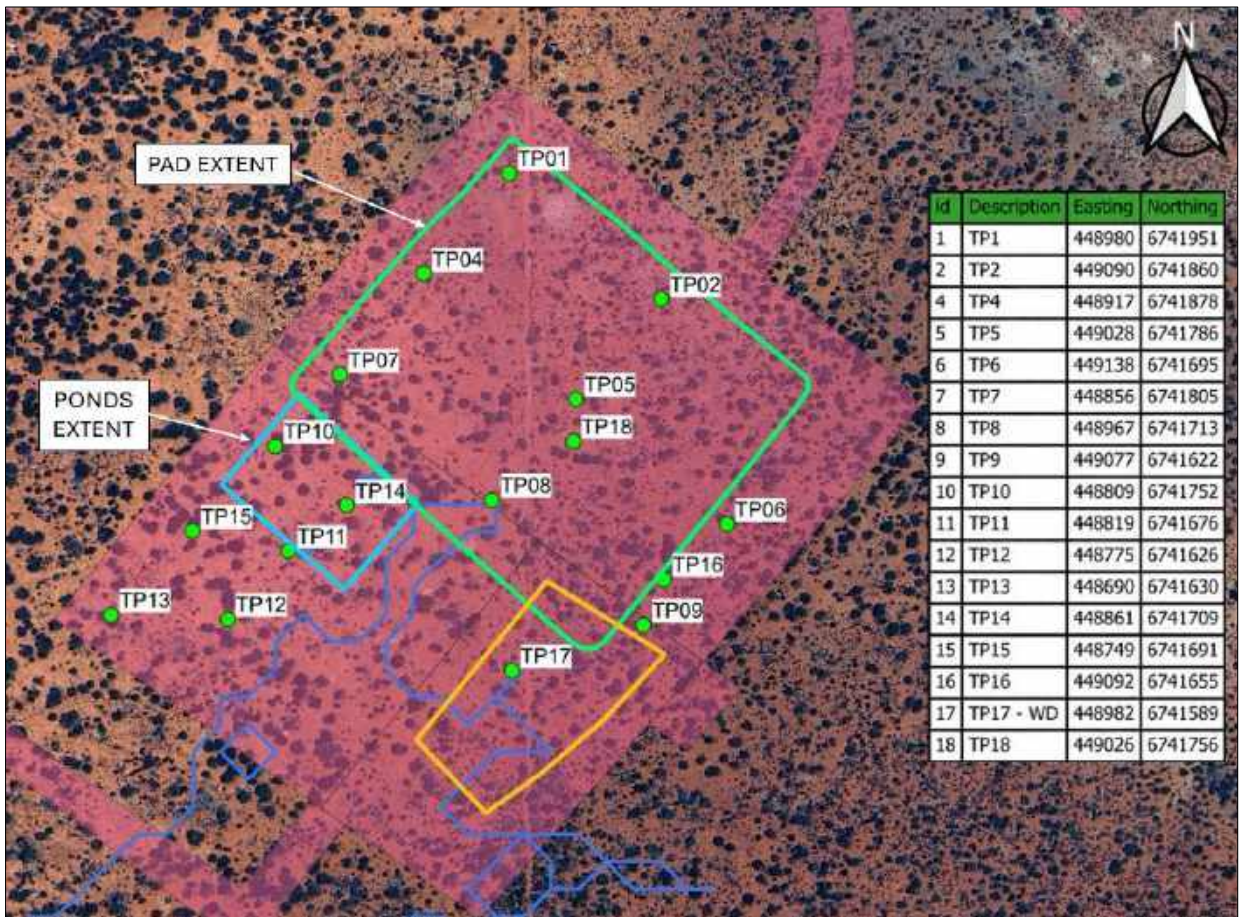 N
TP01
PAD EXTENT
TP04
TP02
TP07
TP05
PONDS
EXTENT
TP10
TP18
TP14
TP08
TP15
TP11
TP06
TP16
TP13
TP12
TP09
TP17
Id Description Easting Northing
1 TP1 448980 6741951
2 TP2 449090 6741860
4 TP4 448917 6741878
5 TP5 449028 6741786
6 TP6 449138 6741695
7 TP7 448856 6741805
8 TP8 448967 6741713
9 TP9 449077 6741622
10 TP10 448809 6741752
11 TP11 448819 6741676
12 TP12 448775 6741626
13 TP13 448690 6741630
14 TP14 448861 6741709
15 TP15 448749 6741691
16 TP16 449092 6741655
17 TP17 - WD 448982 6741589
18 TP18 449026 6741756